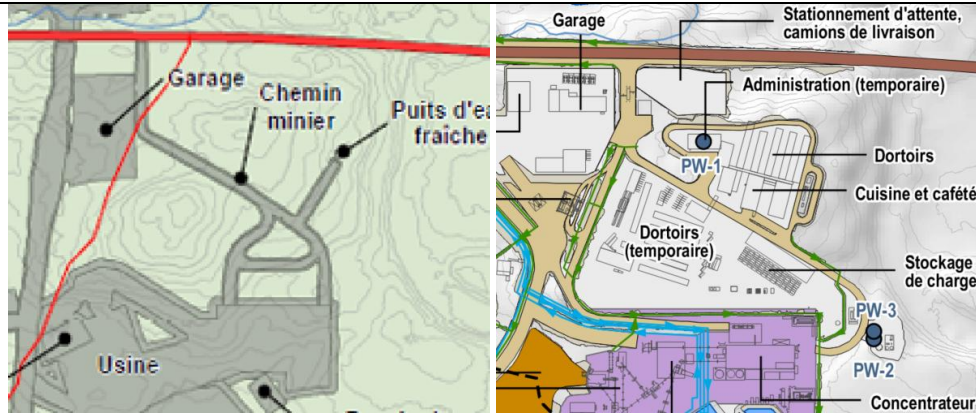 Garage
Chemin
minier
Puits d'ea
fraîche
Usine
Garage
Stationnement d'attente,
camions de livraison
Administration (temporaire)
PW-1
Dortoirs
Cuisine et cafété
Dortoirs
(temporaire)
Stockage
de charge
PW-3
PW-2
Concentrateur